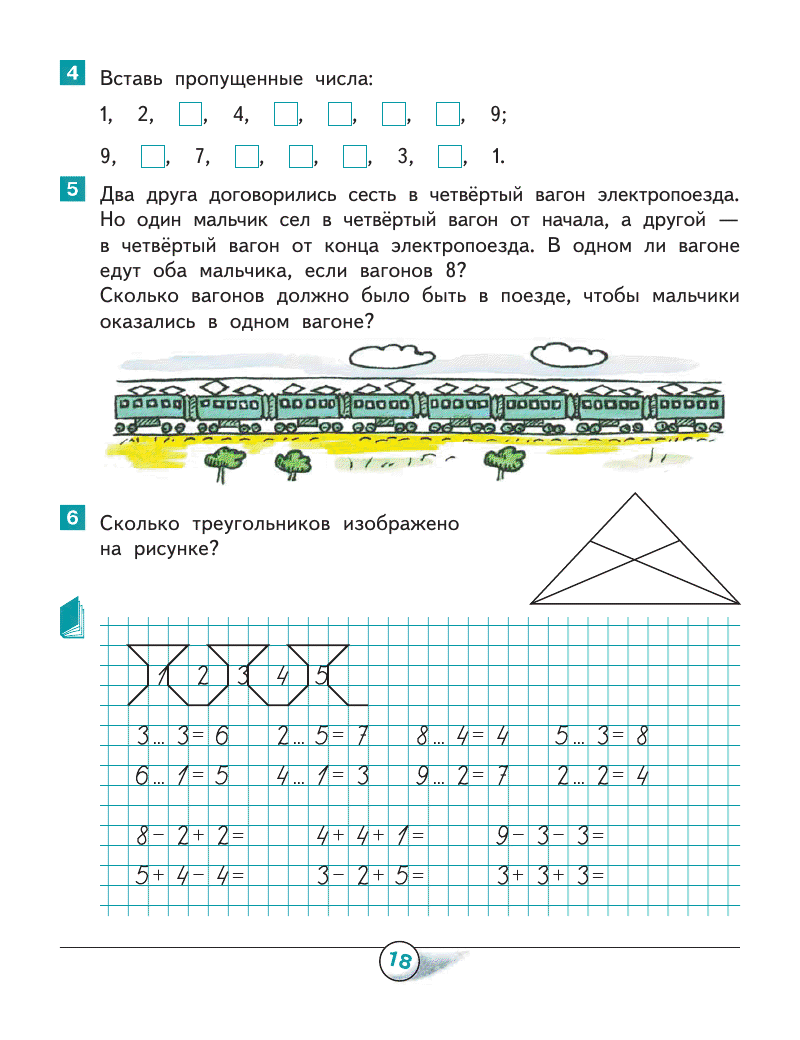 4 Вставь пропущенные числа:
1, 2, □, 4, □, □, □, □, 9;
9, □, 7, □, □, □, 3, □, 1.
5 Два друга договорились сесть в четвёртый вагон электропоезда.
Но один мальчик сел в четвёртый вагон от начала, а другой —
в четвёртый вагон от конца электропоезда. В одном ли вагоне
едут оба мальчика, если вагонов 8?
Сколько вагонов должно было быть в поезде, чтобы мальчики
оказались в одном вагоне?
6 Сколько треугольников изображено
на рисунке?
1 2 3 4 5
3... 3= 6 2... 5= 7 8... 4= 4 5... 3= 8
6... 1= 5 4... 1= 3 9... 2= 7 2... 2= 4
8− 2+ 2= 4+ 4+ 1= 9− 3− 3=
5+ 4− 4= 3− 2+ 5= 3+ 3+ 3=
18